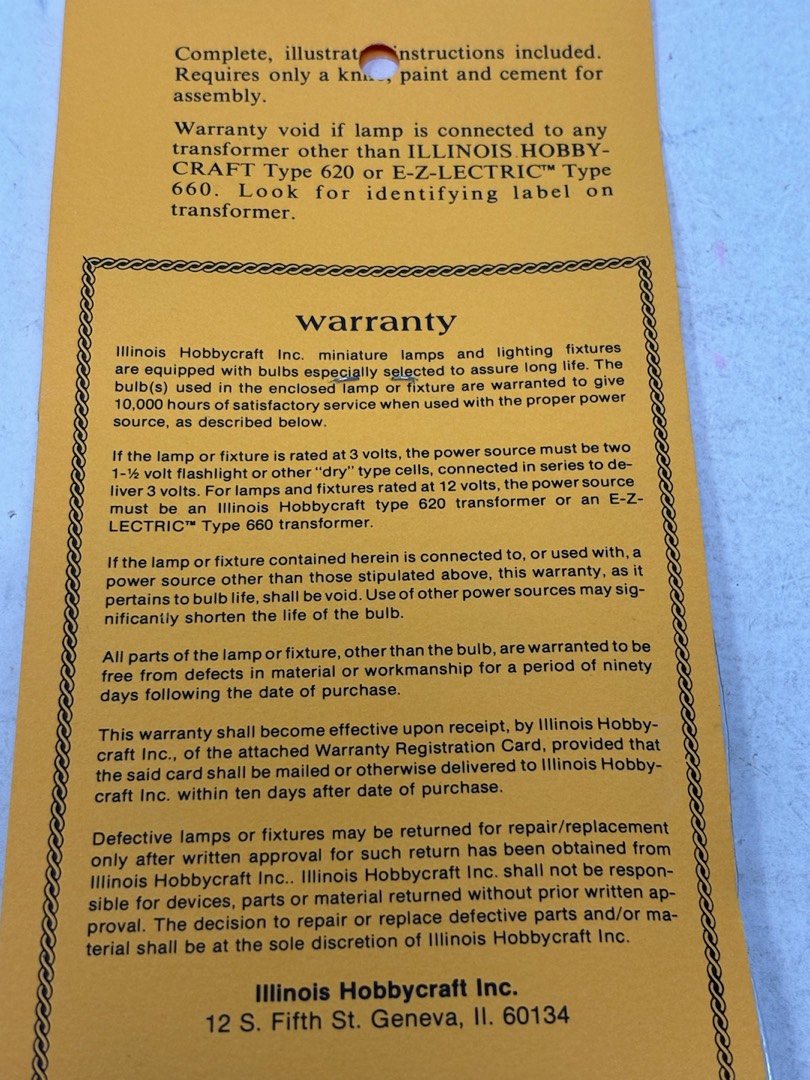 Complete, illustrat nstructions included.
Requires only a kn , paint and cement for
assembly.
Warranty void if lamp is connected to any
transformer other than ILLINOIS HOBBY-
CRAFT Type 620 or E-Z-LECTRIC™ Type
660. Look for identifying label on
transformer.
warranty
Illinois Hobbycraft Inc. miniature lamps and lighting fixtures
are equipped with bulbs especially selected to assure long life. The
bulb(s) used in the enclosed lamp or fixture are warranted to give
10,000 hours of satisfactory service when used with the proper power
source, as described below.
If the lamp or fixture is rated at 3 volts, the power source must be two
1-½ volt flashlight or other "dry" type cells, connected in series to de-
liver 3 volts. For lamps and fixtures rated at 12 volts, the power source
must be an Illinois Hobbycraft type 620 transformer or an E-Z-
LECTRIC™ Type 660 transformer.
If the lamp or fixture contained herein is connected to, or used with, a
power source other than those stipulated above, this warranty, as it
pertains to bulb life, shall be void. Use of other power sources may sig-
nificantly shorten the life of the bulb.
All parts of the lamp or fixture, other than the bulb, are warranted to be
free from defects in material or workmanship for a period of ninety
days following the date of purchase.
This warranty shall become effective upon receipt, by Illinois Hobby-
craft Inc., of the attached Warranty Registration Card, provided that
the said card shall be mailed or otherwise delivered to Illinois Hobby-
craft Inc. within ten days after date of purchase.
Defective lamps or fixtures may be returned for repair/replacement
only after written approval for such return has been obtained from
Illinois Hobbycraft Inc.. Illinois Hobbycraft Inc. shall not be respon-
sible for devices, parts or material returned without prior written ap-
proval. The decision to repair or replace defective parts and/or ma-
terial shall be at the sole discretion of Illinois Hobbycraft Inc.
Illinois Hobbycraft Inc.
12 S. Fifth St. Geneva, Il. 60134